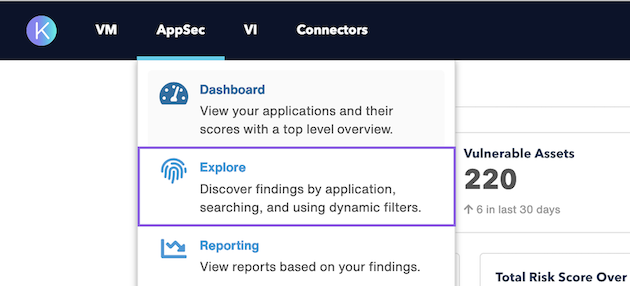 K
VM AppSec VI Connectors
Dashboard
View your applications and their
scores with a top level overview.
Explore
Discover findings by application,
searching, and using dynamic filters.
Reporting
View reports based on your findings.
Vulnerable Assets
220
↑ 6 in last 30 days
Total Risk Score Over